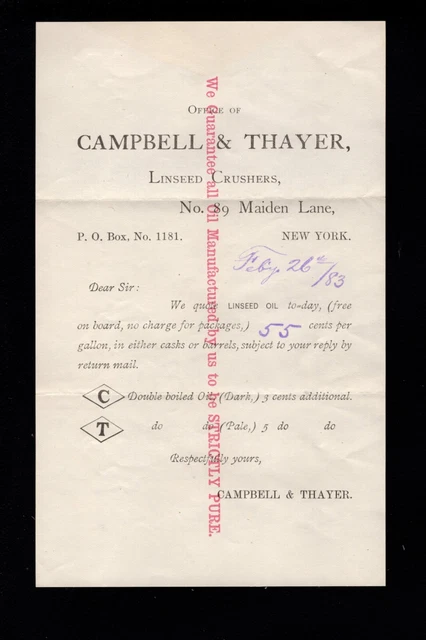 OFFICE OF
CAMPBELL & THAYER,
LINSEED CRUSHERS,
No. 89 Maiden Lane,
P. O. Box, No. 1181. NEW YORK.
Feby. 26th/83
Dear Sir:
We quote LINSEED OIL to=day, (free
on board, no charge for packages,) 55 cents per
gallon, in either casks or barrels, subject to your reply by
return mail.
C Double boiled Oil, (Dark,) 3 cents additional.
T do do (Pale,) 5 do do
Respectfully yours,
CAMPBELL & THAYER.
We Guarantee all Oil Manufactured by us to be STRICTLY PURE.